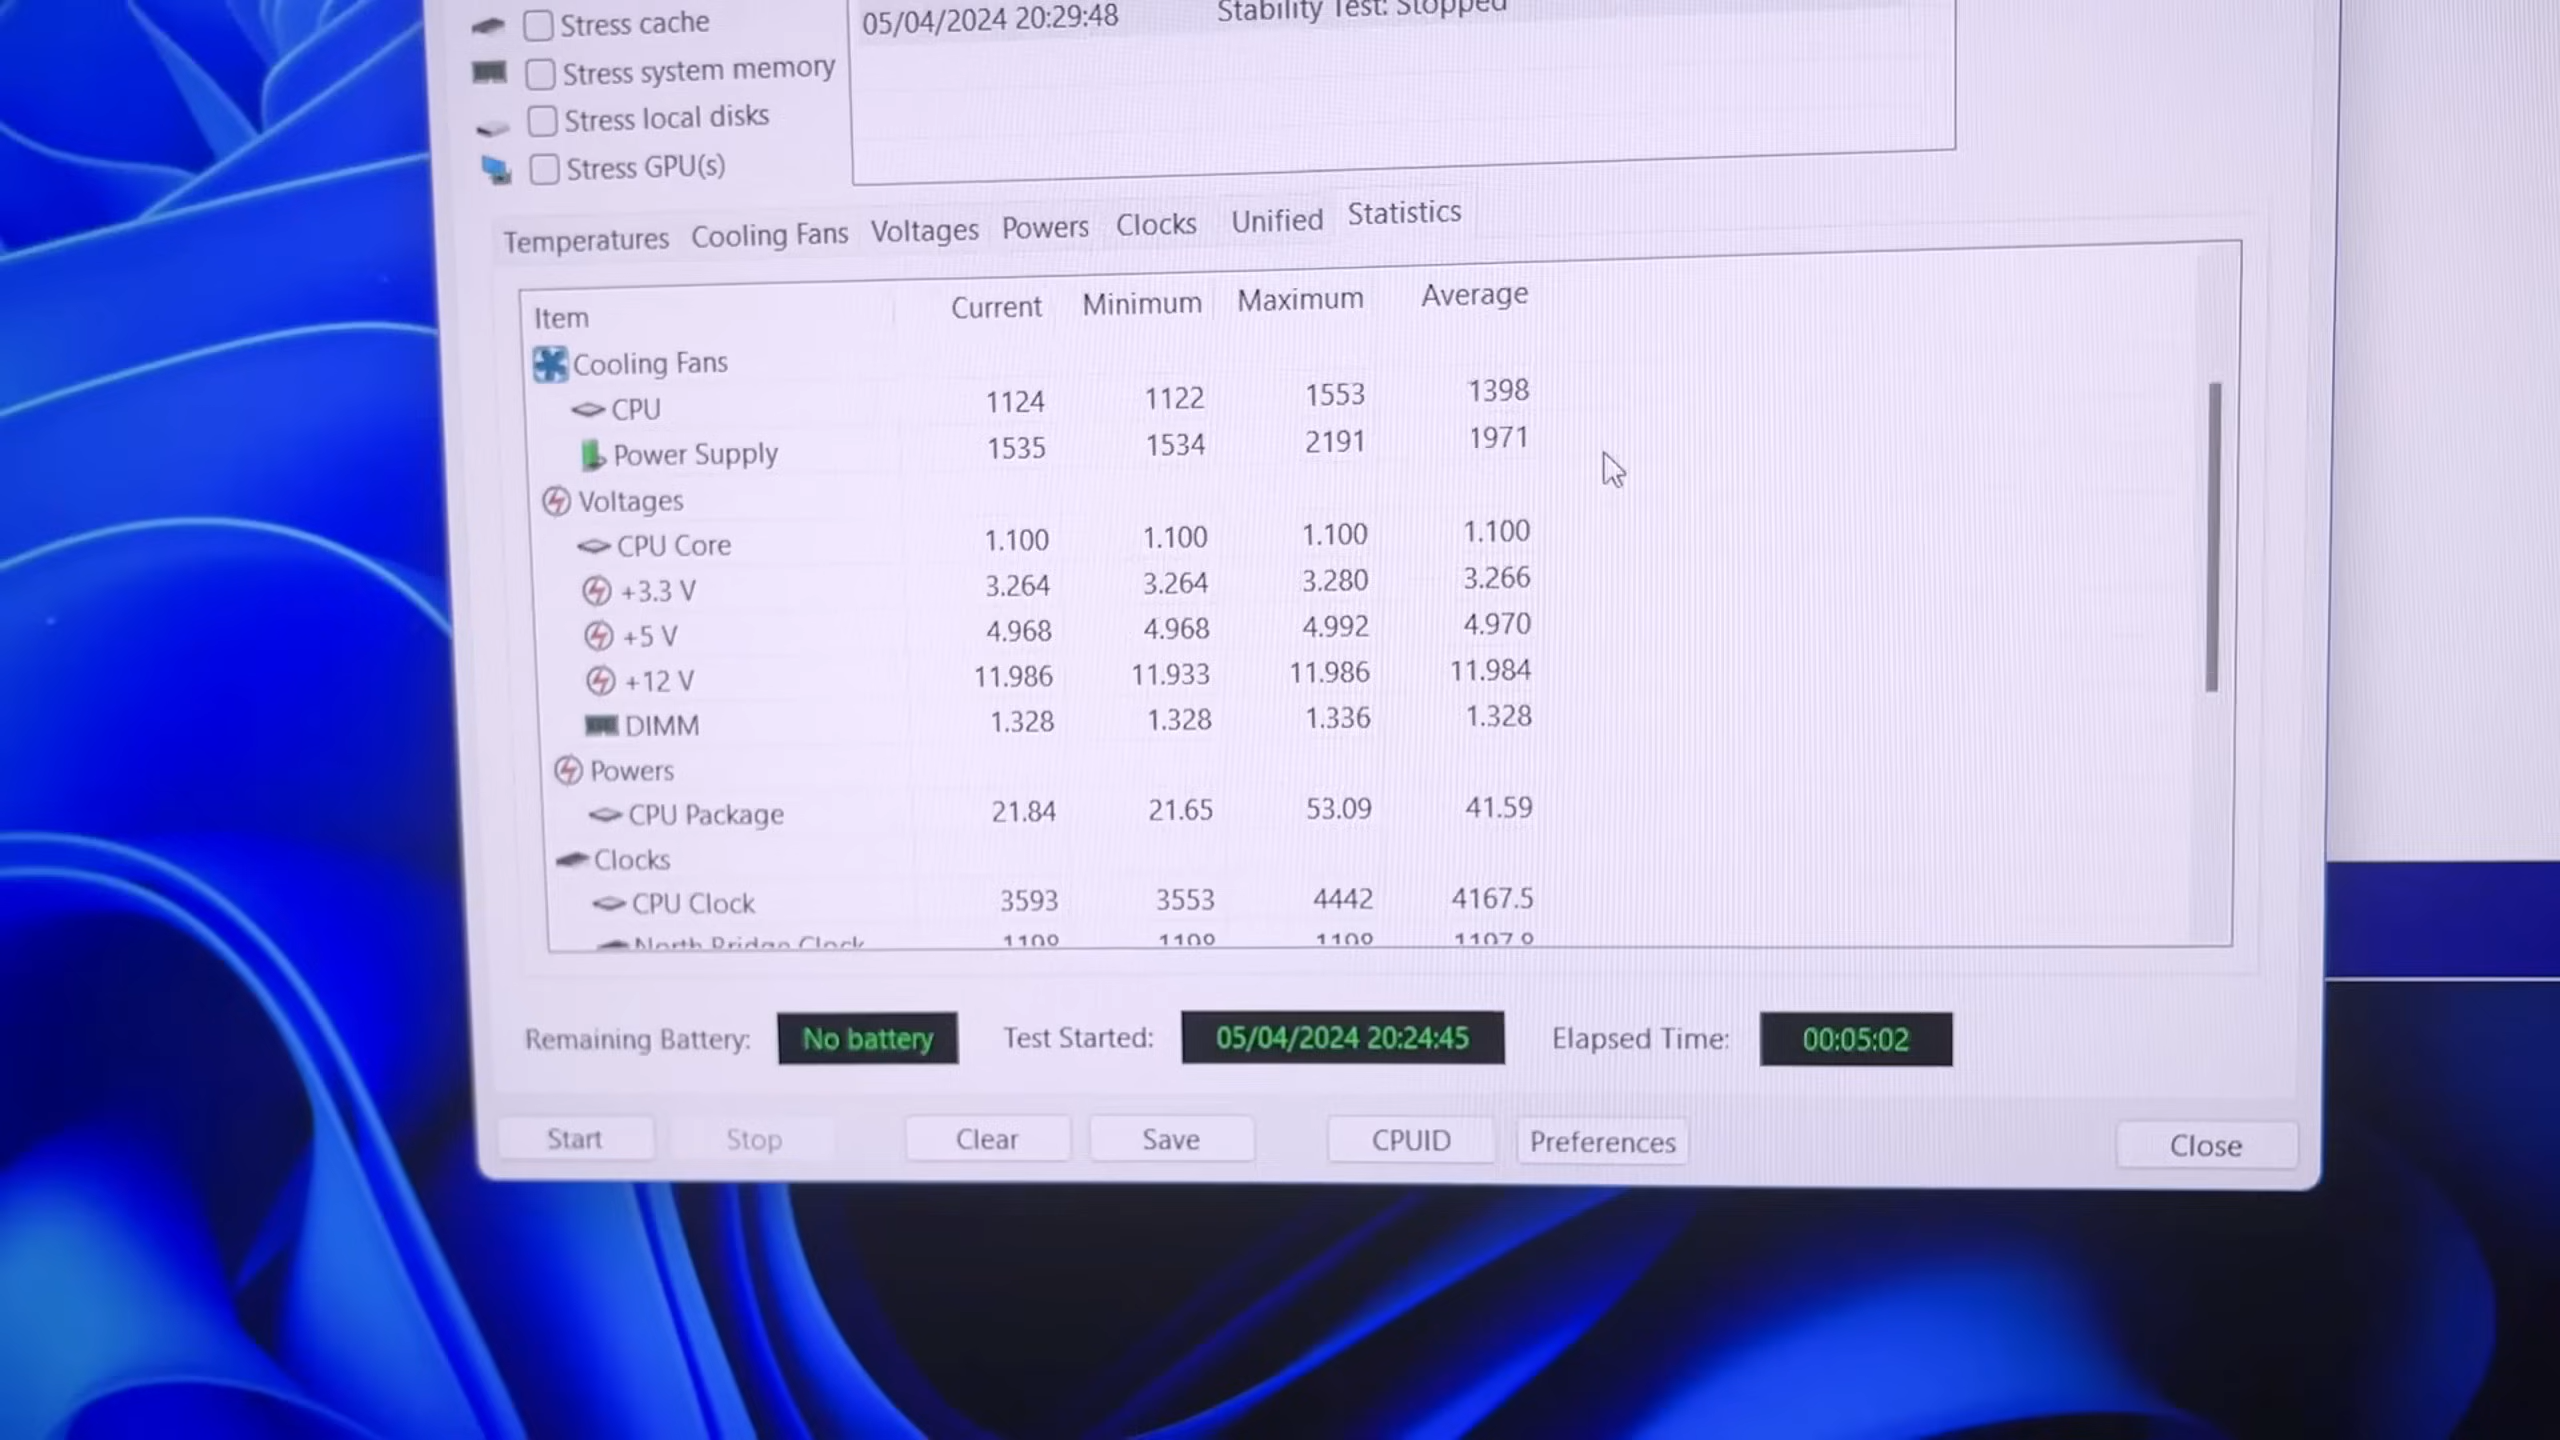 Stress cache
05/04/2024 20:29:48 Stability Test: Stopped
Stress system memory
Stress local disks
Stress GPU(s)
Temperatures Cooling Fans Voltages Powers Clocks Unified Statistics
Item Current Minimum Maximum Average
Cooling Fans
CPU 1124 1122 1553 1398
Power Supply 1535 1534 2191 1971
Voltages
CPU Core 1.100 1.100 1.100 1.100
+3.3 V 3.264 3.264 3.280 3.266
+5 V 4.968 4.968 4.992 4.970
+12 V 11.986 11.933 11.986 11.984
DIMM 1.328 1.328 1.336 1.328
Powers
CPU Package 21.84 21.65 53.09 41.59
Clocks
CPU Clock 3593 3553 4442 4167.5
North Bridge Clock
Remaining Battery: No battery Test Started: 05/04/2024 20:24:45 Elapsed Time: 00:05:02
Start Stop Clear Save CPUID Preferences Close